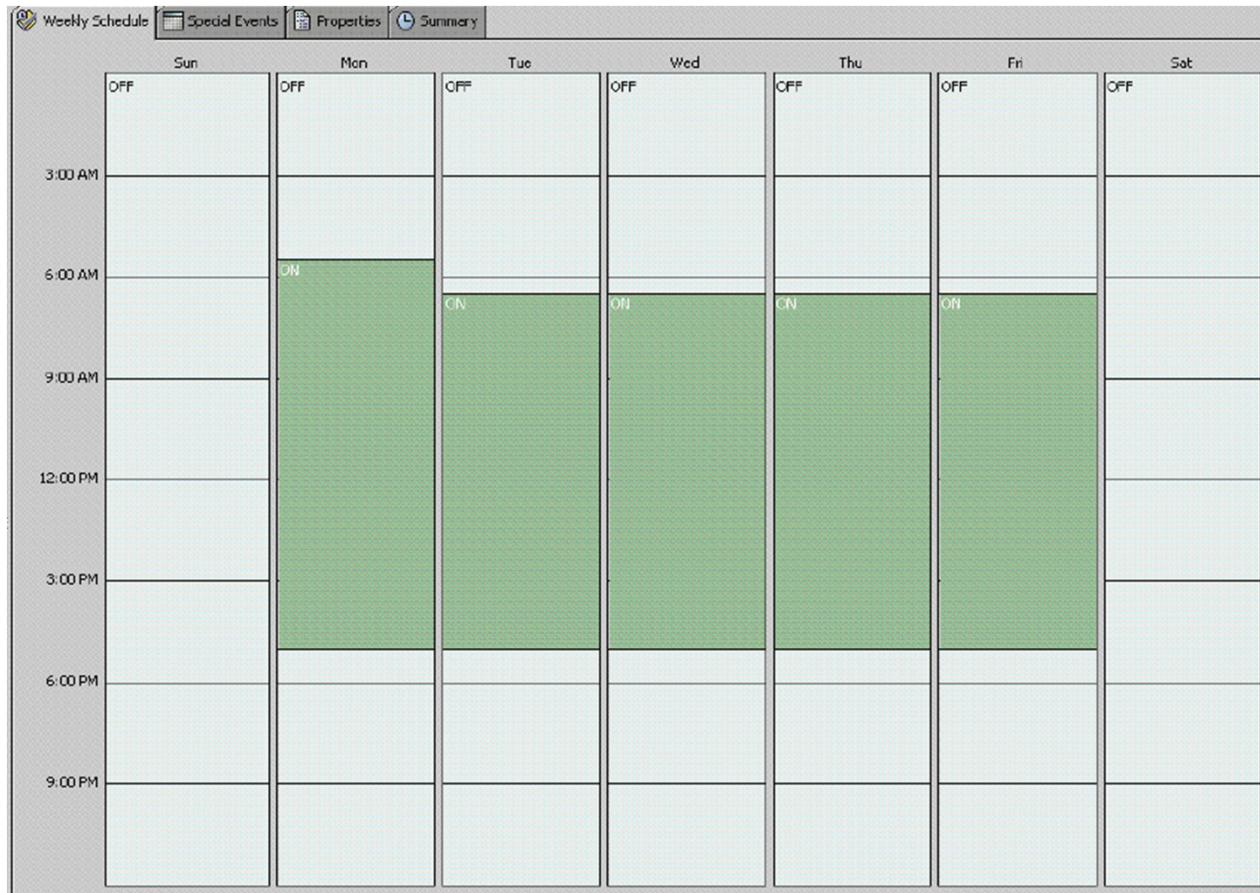 Weekly Schedule Special Events Properties Summary
Sun Mon Tue Wed Thu Fri Sat
OFF OFF OFF OFF OFF OFF OFF
3:00 AM
6:00 AM
ON
ON ON ON ON
9:00 AM
12:00 PM
3:00 PM
6:00 PM
9:00 PM